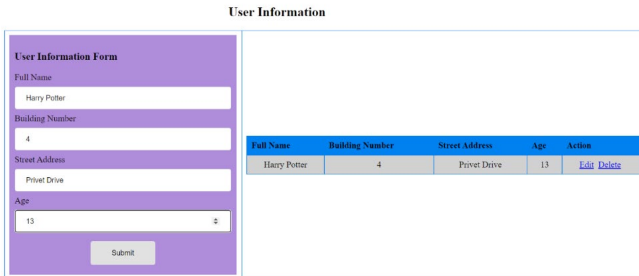 User Information
User Information Form
Full Name
Harry Potter
Building Number
4
Street Address
Privet Drive
Age
13
Submit
Full Name Building Number Street Address Age Action
Harry Potter 4 Privet Drive 13 Edit Delete